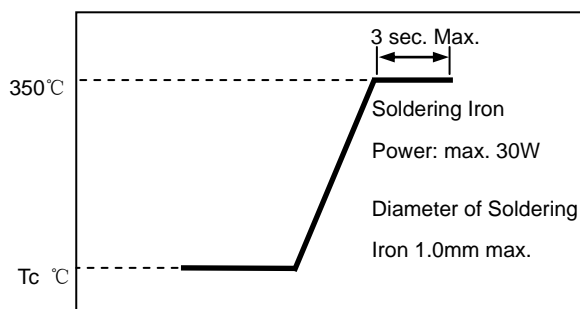 3 sec. Max.
350℃
Soldering Iron
Power: max. 30W
Diameter of Soldering
Iron 1.0mm max.
Tc ℃